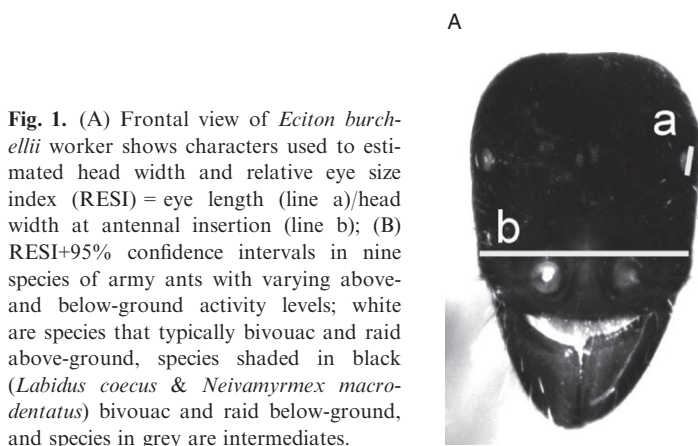 A
Fig. 1. (A) Frontal view of Eciton burch-
ellii worker shows characters used to esti-
mated head width and relative eye size
index (RESI) = eye length (line a)/head
width at antennal insertion (line b); (B)
RESI+95% confidence intervals in nine
species of army ants with varying above-
and below-ground activity levels; white
are species that typically bivouac and raid
above-ground, species shaded in black
(Labidus coecus & Neivamyrmex macro-
dentatus) bivouac and raid below-ground,
and species in grey are intermediates.
a
b